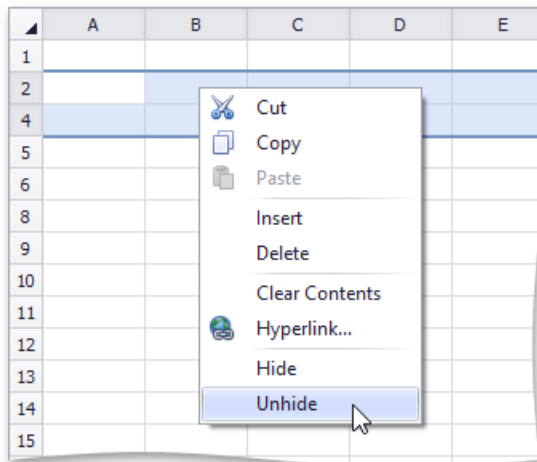 A B C D E
1
2
Cut
4
Copy
5
6
Paste
8
Insert
9
Delete
10
Clear Contents
11
Hyperlink...
12
13
Hide
14
Unhide
15